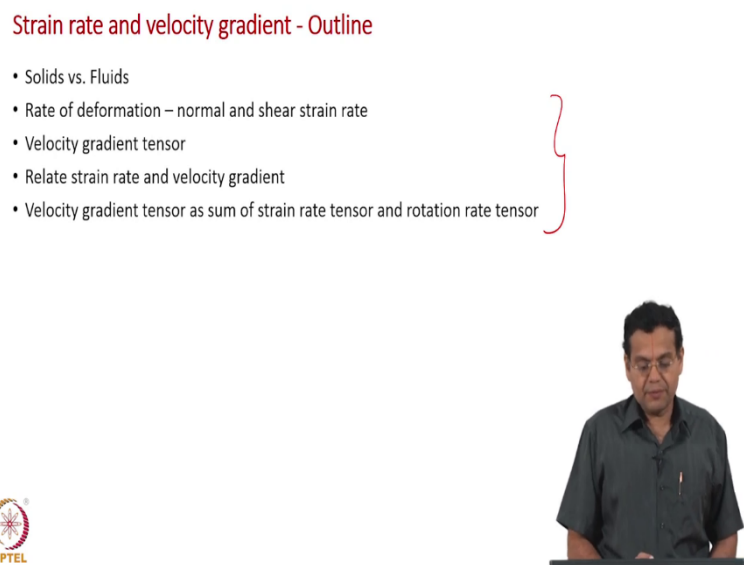 Strain rate and velocity gradient - Outline
• Solids vs. Fluids
• Rate of deformation – normal and shear strain rate
• Velocity gradient tensor
• Relate strain rate and velocity gradient
• Velocity gradient tensor as sum of strain rate tensor and rotation rate tensor
PTEL